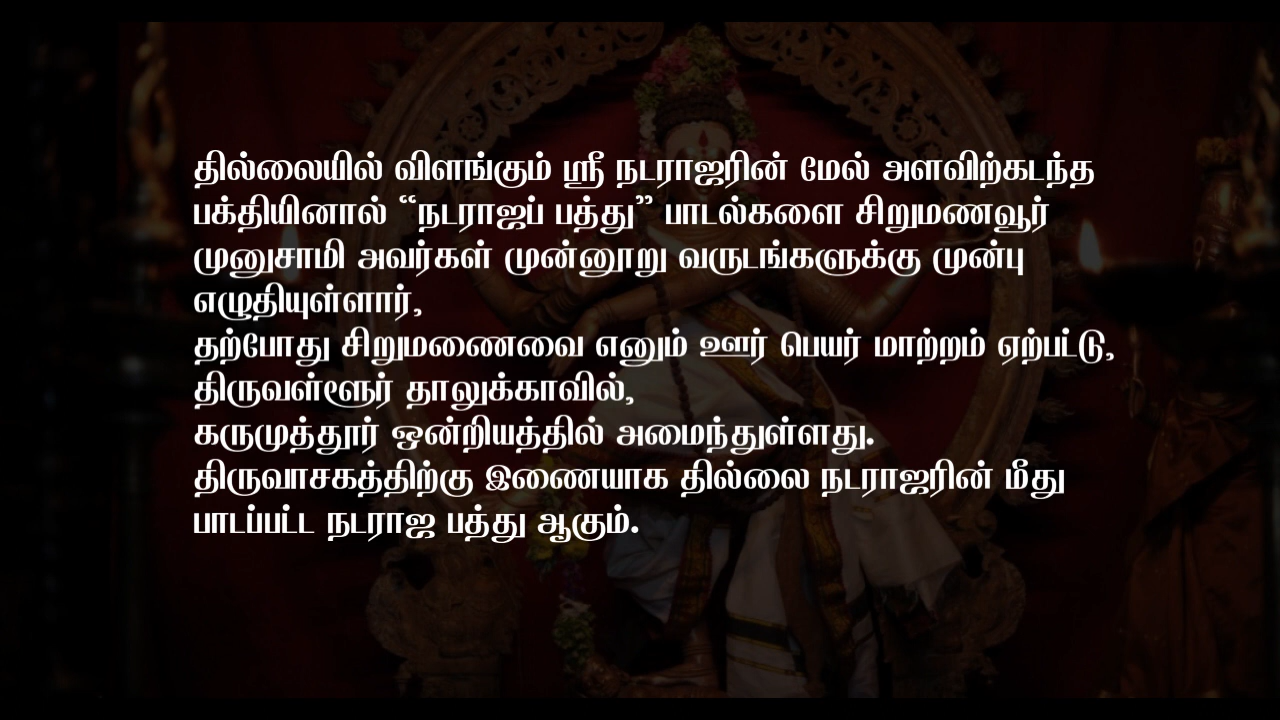 தில்லையில் விளங்கும் ஸ்ரீ நடராஜரின் மேல் அளவிற்கடந்த
பக்தியினால் “நடராஜப் பத்து” பாடல்களை சிறுமணவூர்
முனுசாமி அவர்கள் முன்னூறு வருடங்களுக்கு முன்பு
எழுதியுள்ளார்,
தற்போது சிறுமணைவை எனும் ஊர் பெயர் மாற்றம் ஏற்பட்டு,
திருவள்ளூர் தாலுக்காவில்,
கருமுத்தூர் ஒன்றியத்தில் அமைந்துள்ளது.
திருவாசகத்திற்கு இணையாக தில்லை நடராஜரின் மீது
பாடப்பட்ட நடராஜ பத்து ஆகும்.